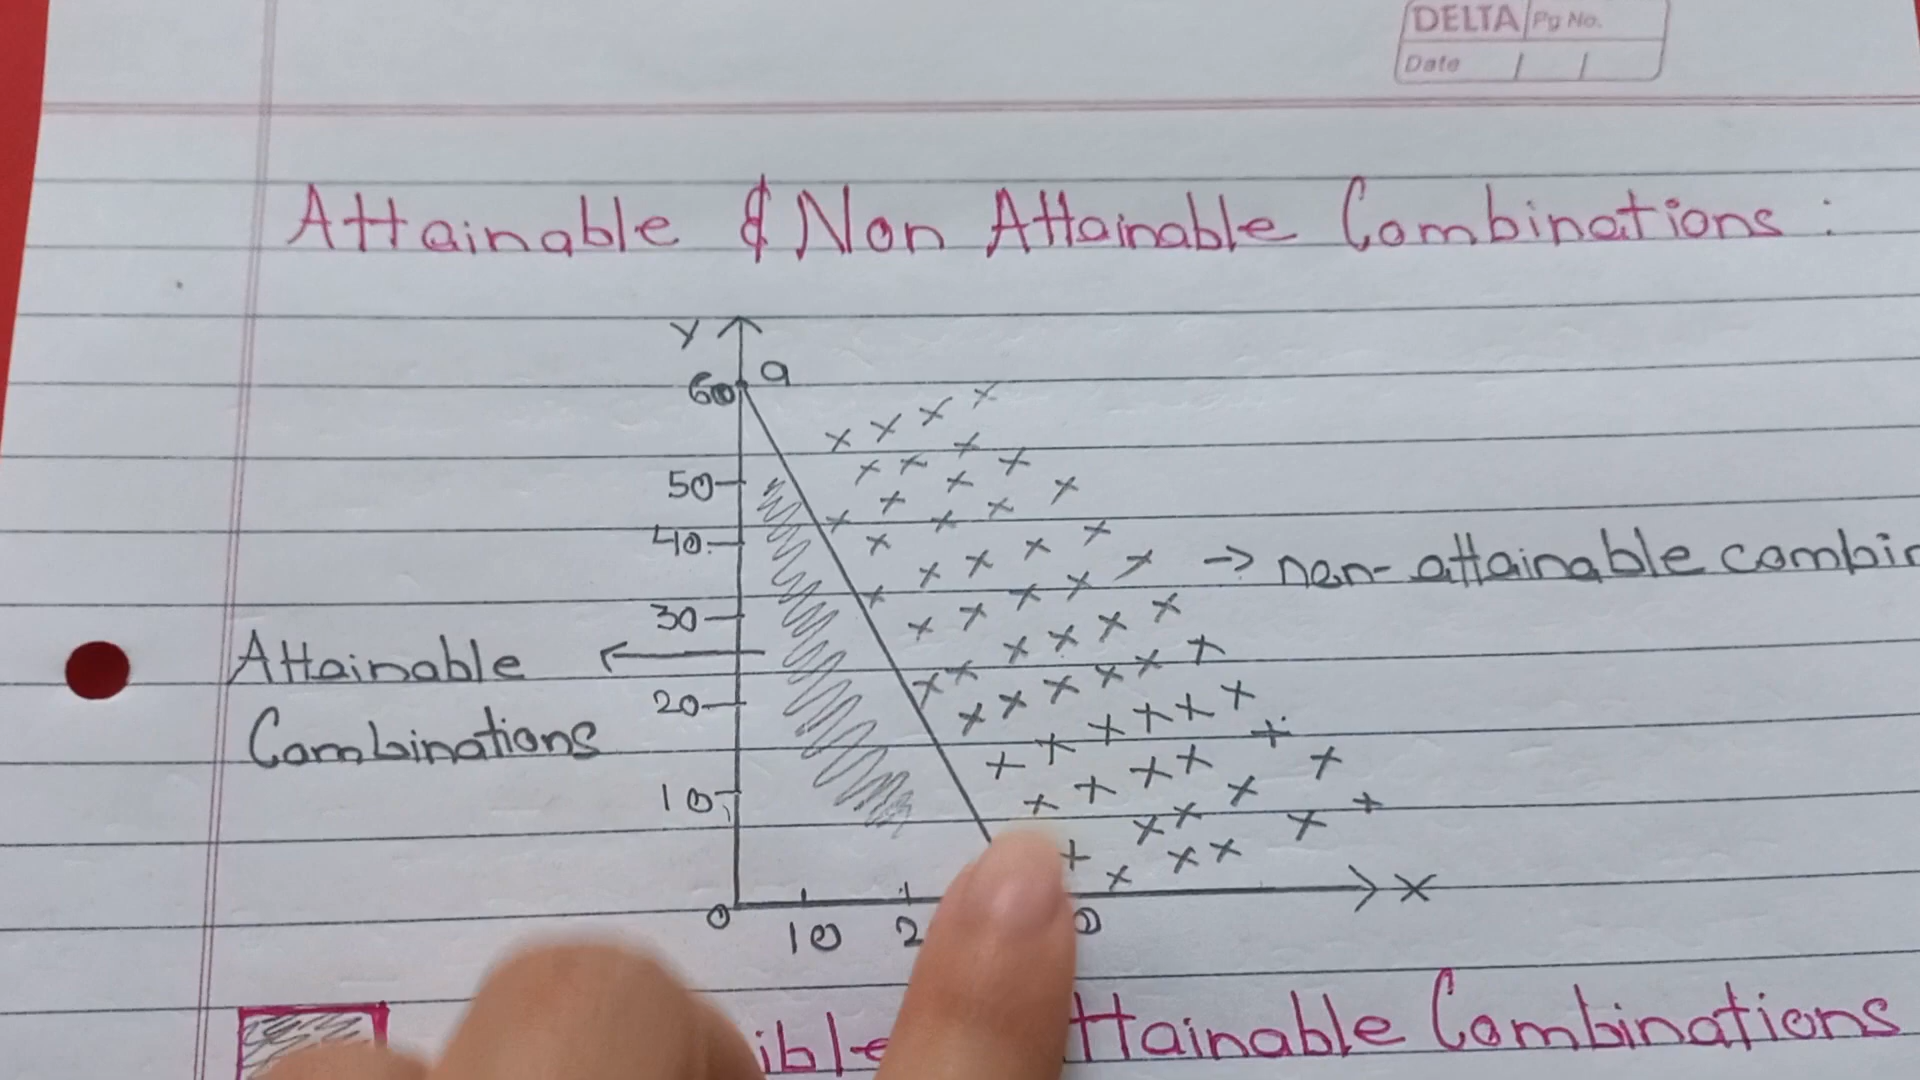 DELTA Pg No.
Date / /
Attainable & Non Attainable Combinations :
Y
a
60
50
40
30
20
10
0
10
X
→ non-attainable combin
Attainable
Combinations
ible
ttainable Combinations